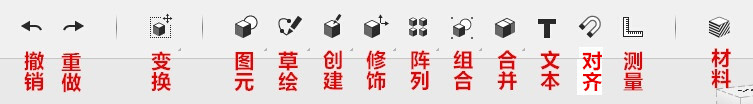 撤销 重做 变换 图元 草绘 创建 修饰 阵列 组合 合并 文本 对齐 测量 材料